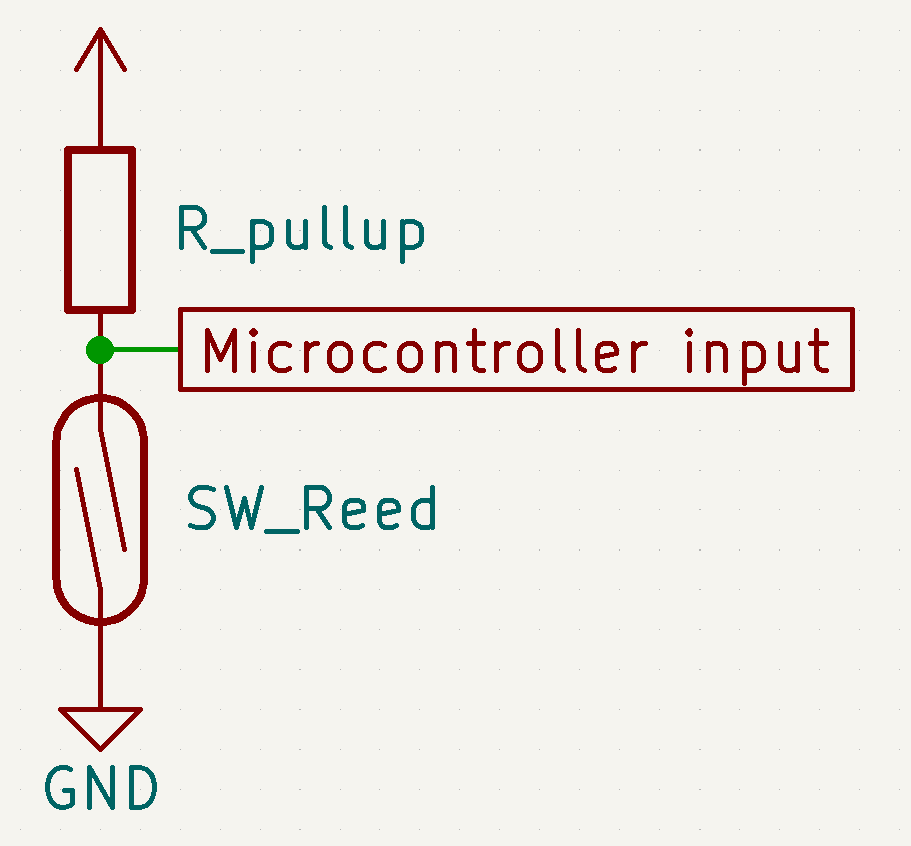 R_pullup
Microcontroller input
SW_Reed
GND